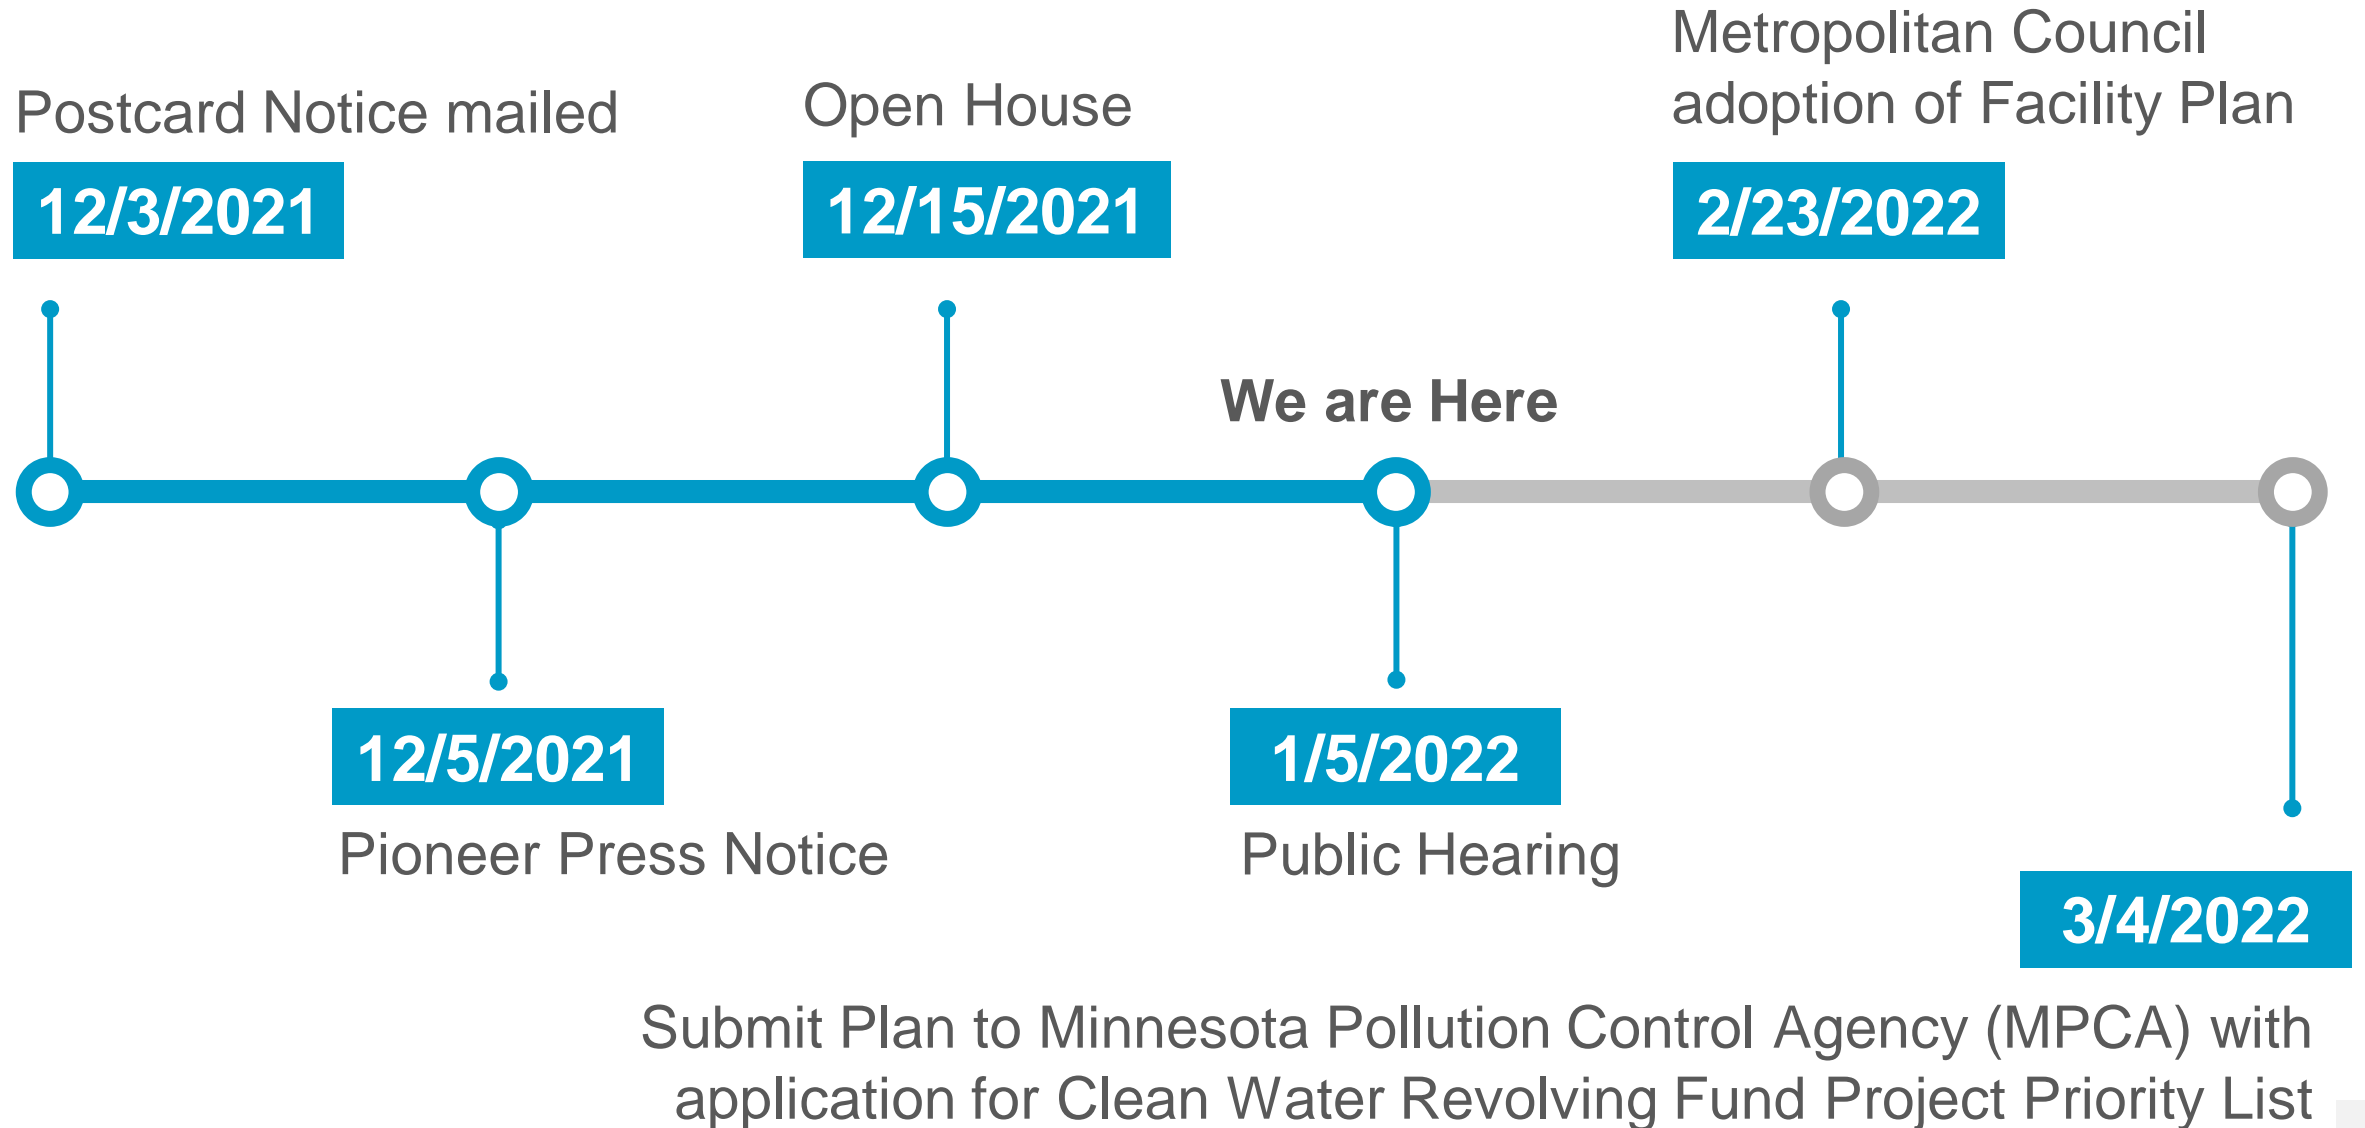 Postcard Notice mailed
12/3/2021
12/5/2021
Pioneer Press Notice
Open House
12/15/2021
We are Here
1/5/2022
Public Hearing
Metropolitan Council
adoption of Facility Plan
2/23/2022
3/4/2022
Submit Plan to Minnesota Pollution Control Agency (MPCA) with
application for Clean Water Revolving Fund Project Priority List